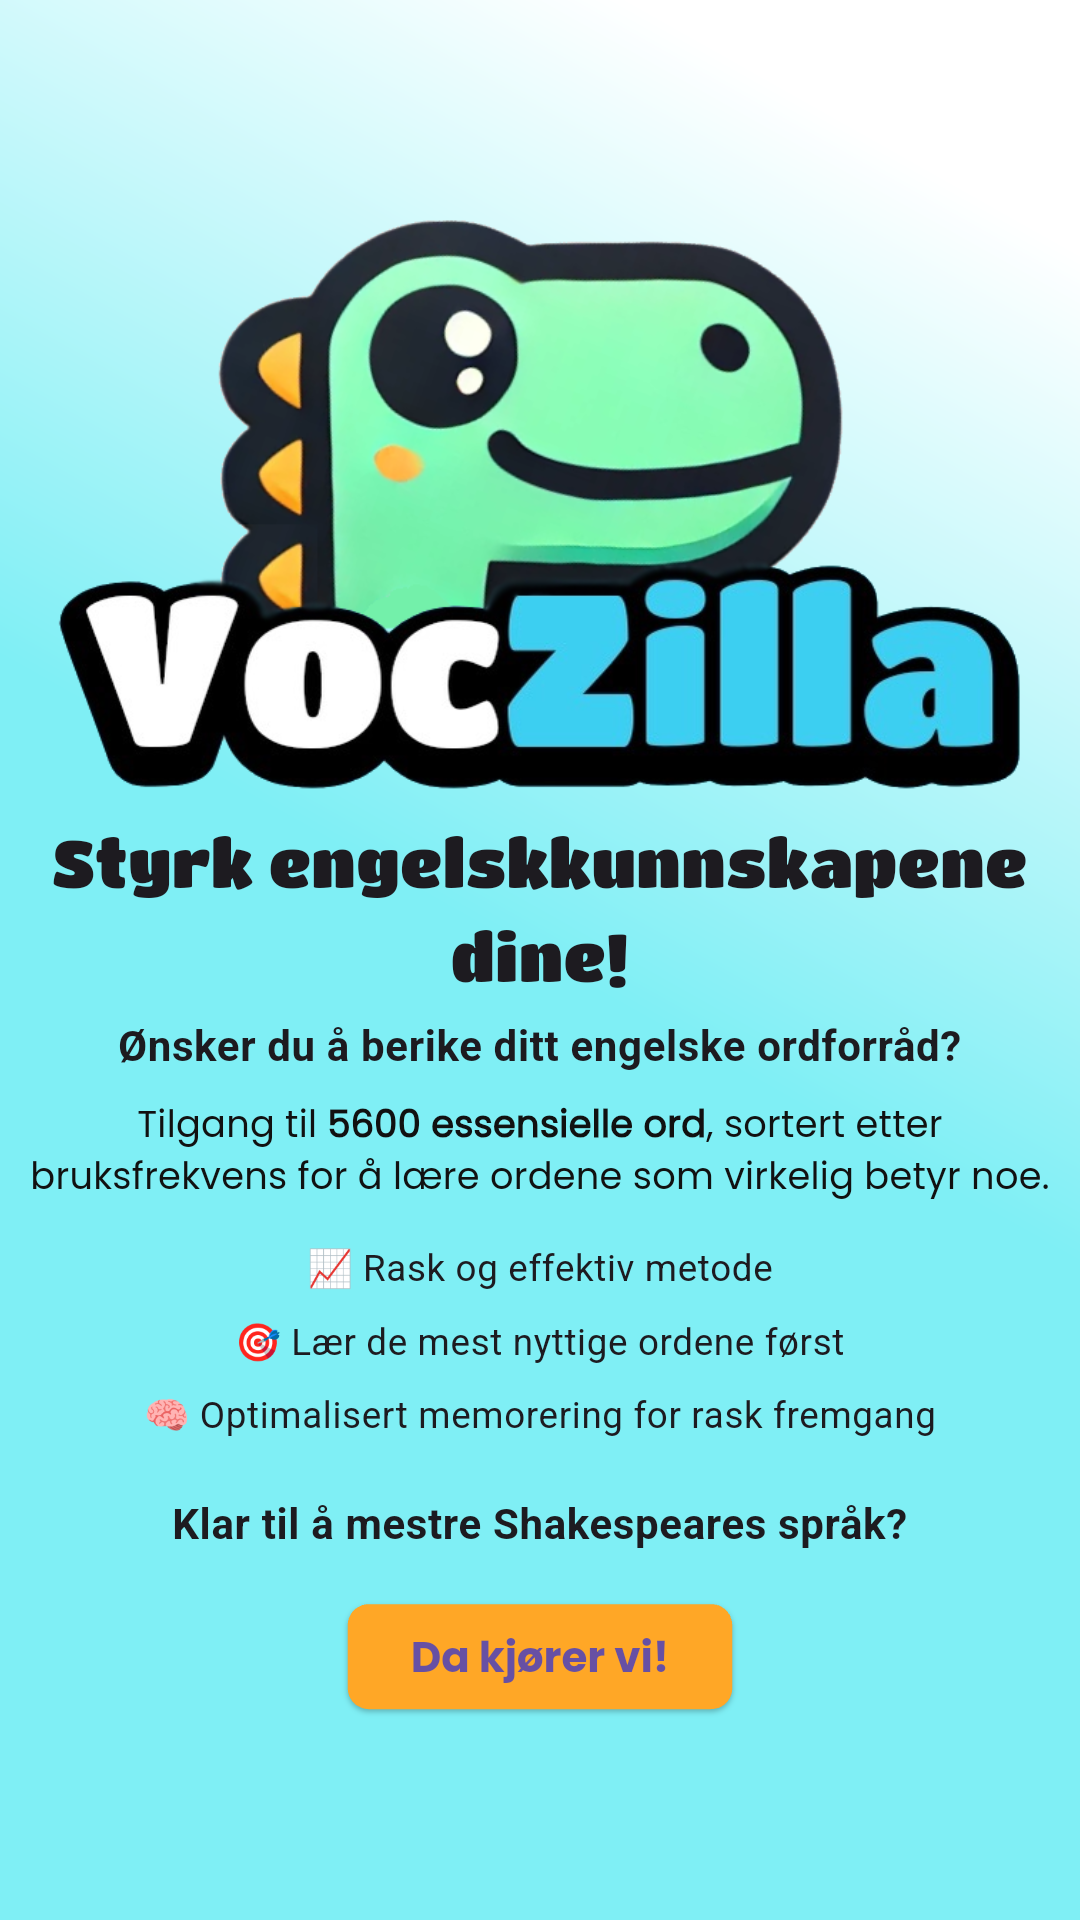 VocZilla
Styrk engelskkunnskapene
dine!
Ønsker du å berike ditt engelske ordforråd?
Tilgang til 5600 essensielle ord, sortert etter
bruksfrekvens for å lære ordene som virkelig betyr noe.
📈 Rask og effektiv metode
🎯 Lær de mest nyttige ordene først
🧠 Optimalisert memorering for rask fremgang
Klar til å mestre Shakespeares språk?
Da kjører vi!